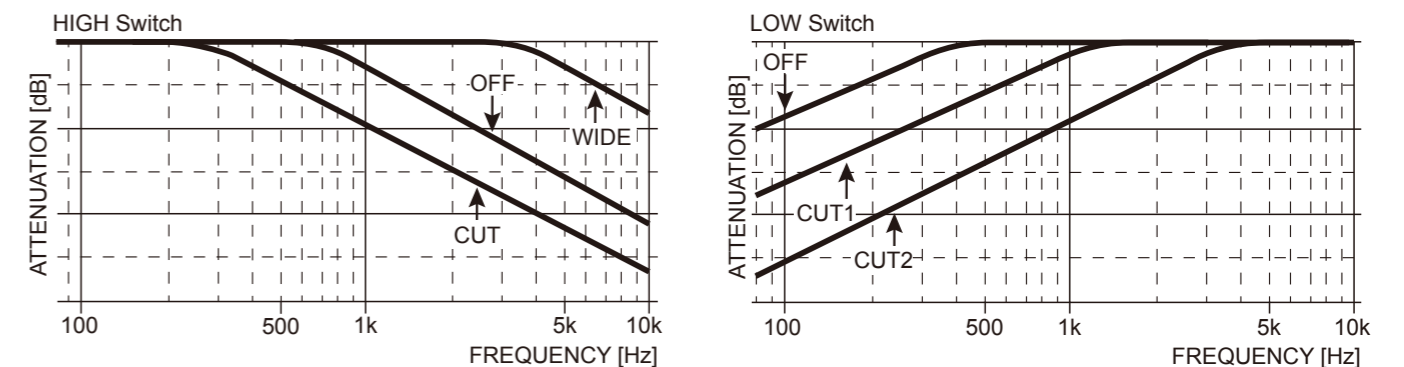 HIGH Switch
ATTENUATION [dB]
OFF
WIDE
CUT
100 500 1k 5k 10k
FREQUENCY [Hz]
LOW Switch
ATTENUATION [dB]
OFF
CUT1
CUT2
100 500 1k 5k 10k
FREQUENCY [Hz]